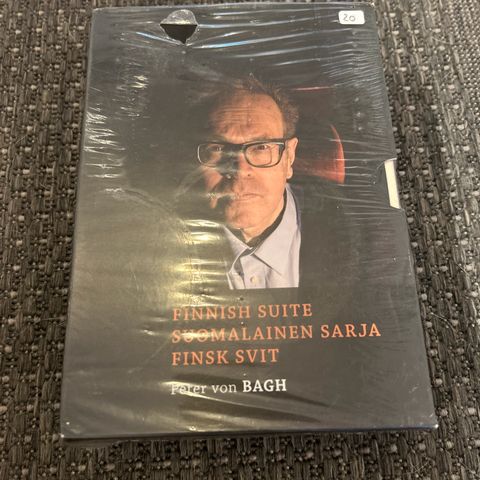 20
FINNISH SUITE
SUOMALAINEN SARJA
FINSK SVIT
Peter von BAGH